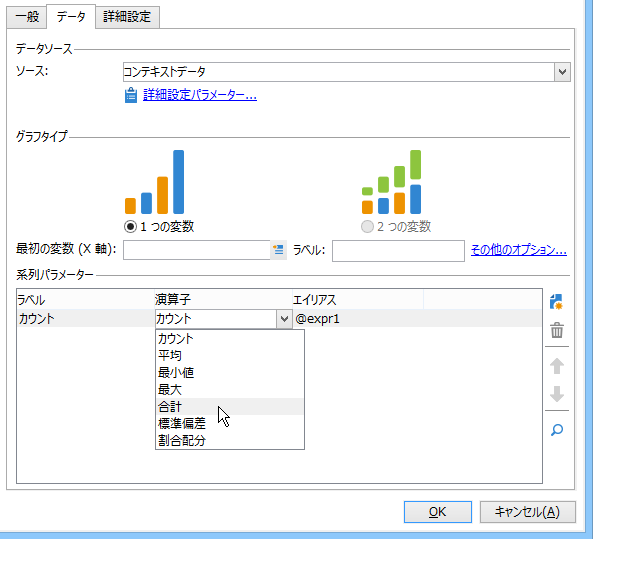 一般 データ 詳細設定
データソース
ソース: コンテキストデータ
詳細設定パラメーター...
グラフタイプ
1 つの変数 2 つの変数
最初の変数 (X 軸): ラベル: その他のオプション...
系列パラメーター
ラベル 演算子 エイリアス
カウント カウント @expr1
カウント
平均
最小値
最大
合計
標準偏差
割合配分
OK キャンセル(A)